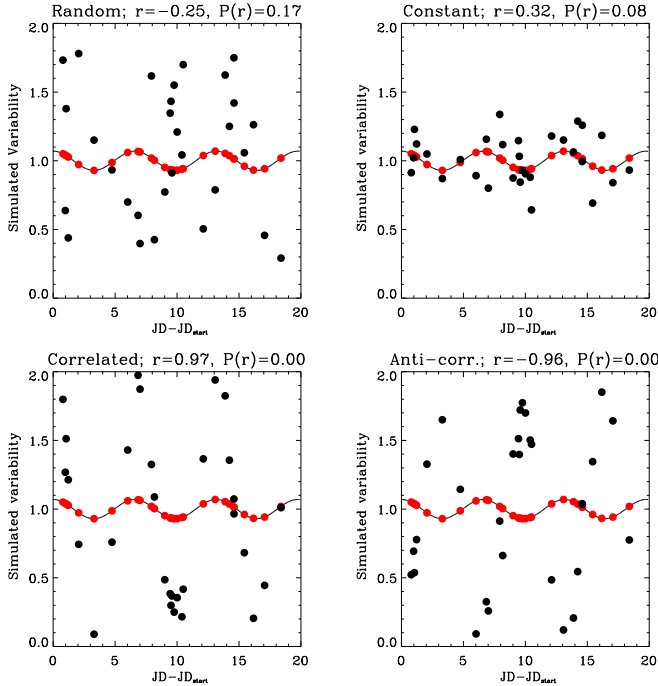 Random; r=−0.25, P(r)=0.17
Simulated Variability
2.0
1.5
1.0
0.5
0.0
0 5 10 15 20
JD−JDstart
Constant; r=0.32, P(r)=0.08
Simulated Variability
2.0
1.5
1.0
0.5
0.0
0 5 10 15 20
JD−JDstart
Correlated; r=0.97, P(r)=0.00
Simulated variability
2.0
1.5
1.0
0.5
0.0
0 5 10 15 20
JD−JDstart
Anti−corr.; r=−0.96, P(r)=0.00
Simulated variability
2.0
1.5
1.0
0.5
0.0
0 5 10 15 20
JD−JDstart